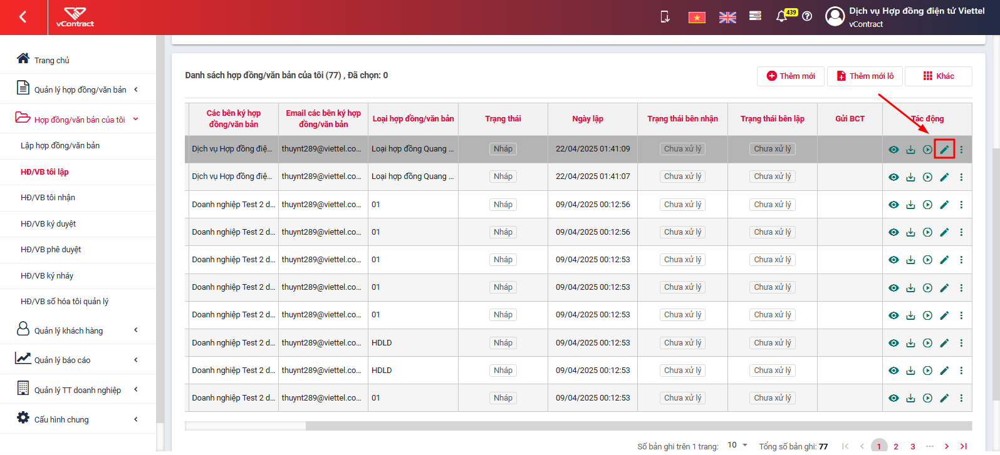 vContract
439
Dịch vụ Hợp đồng điện tử Viettel
vContract
Trang chủ
Quản lý hợp đồng/văn bản
Hợp đồng/văn bản của tôi
Lập hợp đồng/văn bản
HĐ/VB tôi lập
HĐ/VB tôi nhận
HĐ/VB ký duyệt
HĐ/VB phê duyệt
HĐ/VB ký nháy
HĐ/VB số hóa tôi quản lý
Quản lý khách hàng
Quản lý báo cáo
Quản lý TT doanh nghiệp
Cấu hình chung
Danh sách hợp đồng/văn bản của tôi (77) , Đã chọn: 0
Thêm mới Thêm mới lô Khác
Các bên ký hợp đồng/văn bản Email các bên ký hợp đồng/văn bản Loại hợp đồng/văn bản Trạng thái Ngày lập Trạng thái bên nhận Trạng thái bên lập Gửi BCT Tác động
Dịch vụ Hợp đồng điệ... thuynt289@viettel.co... Loại hợp đồng Quang ... Nháp 22/04/2025 01:41:09 Chưa xử lý Chưa xử lý
Dịch vụ Hợp đồng điệ... thuynt289@viettel.co... Loại hợp đồng Quang ... Nháp 22/04/2025 01:41:07 Chưa xử lý Chưa xử lý
Doanh nghiệp Test 2 d... thuynt289@viettel.co... 01 Nháp 09/04/2025 00:12:56 Chưa xử lý Chưa xử lý
Doanh nghiệp Test 2 d... thuynt289@viettel.co... 01 Nháp 09/04/2025 00:12:56 Chưa xử lý Chưa xử lý
Doanh nghiệp Test 2 d... thuynt289@viettel.co... 01 Nháp 09/04/2025 00:12:53 Chưa xử lý Chưa xử lý
Doanh nghiệp Test 2 d... thuynt289@viettel.co... 01 Nháp 09/04/2025 00:12:53 Chưa xử lý Chưa xử lý
Doanh nghiệp Test 2 d... thuynt289@viettel.co... 01 Nháp 09/04/2025 00:12:53 Chưa xử lý Chưa xử lý
Doanh nghiệp Test 2 d... thuynt289@viettel.co... HDLD Nháp 09/04/2025 00:12:53 Chưa xử lý Chưa xử lý
Doanh nghiệp Test 2 d... thuynt289@viettel.co... HDLD Nháp 09/04/2025 00:12:53 Chưa xử lý Chưa xử lý
Doanh nghiệp Test 2 d... thuynt289@viettel.co... 01 Nháp 09/04/2025 00:12:53 Chưa xử lý Chưa xử lý
Số bản ghi trên 1 trang: 10 Tổng số bản ghi: 77 1 2 3 ...